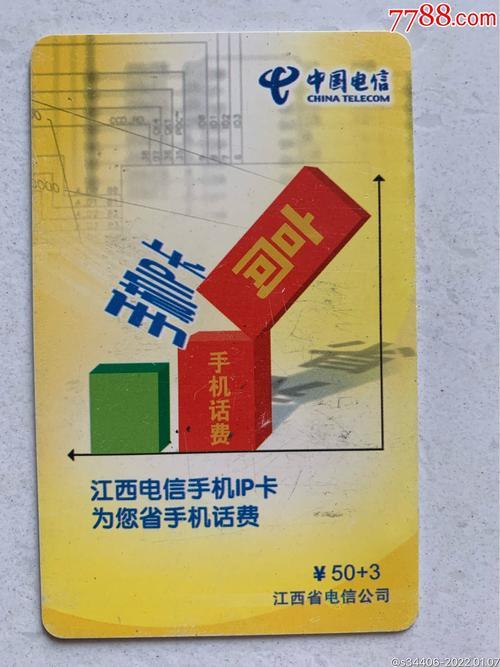 7788.com
中国电信
CHINA TELECOM
高
手机话费
江西电信手机IP卡
为您省手机话费
¥50+3
江西省电信公司
@s34406-2022.01.07